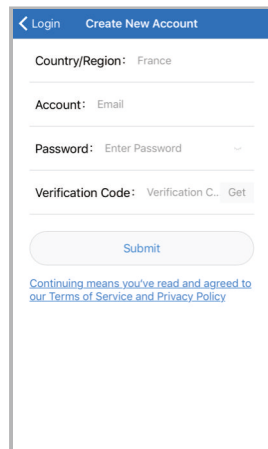 Login Create New Account
Country/Region: France
Account: Email
Password: Enter Password
Verification Code: Verification C.. Get
Submit
Continuing means you've read and agreed to
our Terms of Service and Privacy Policy